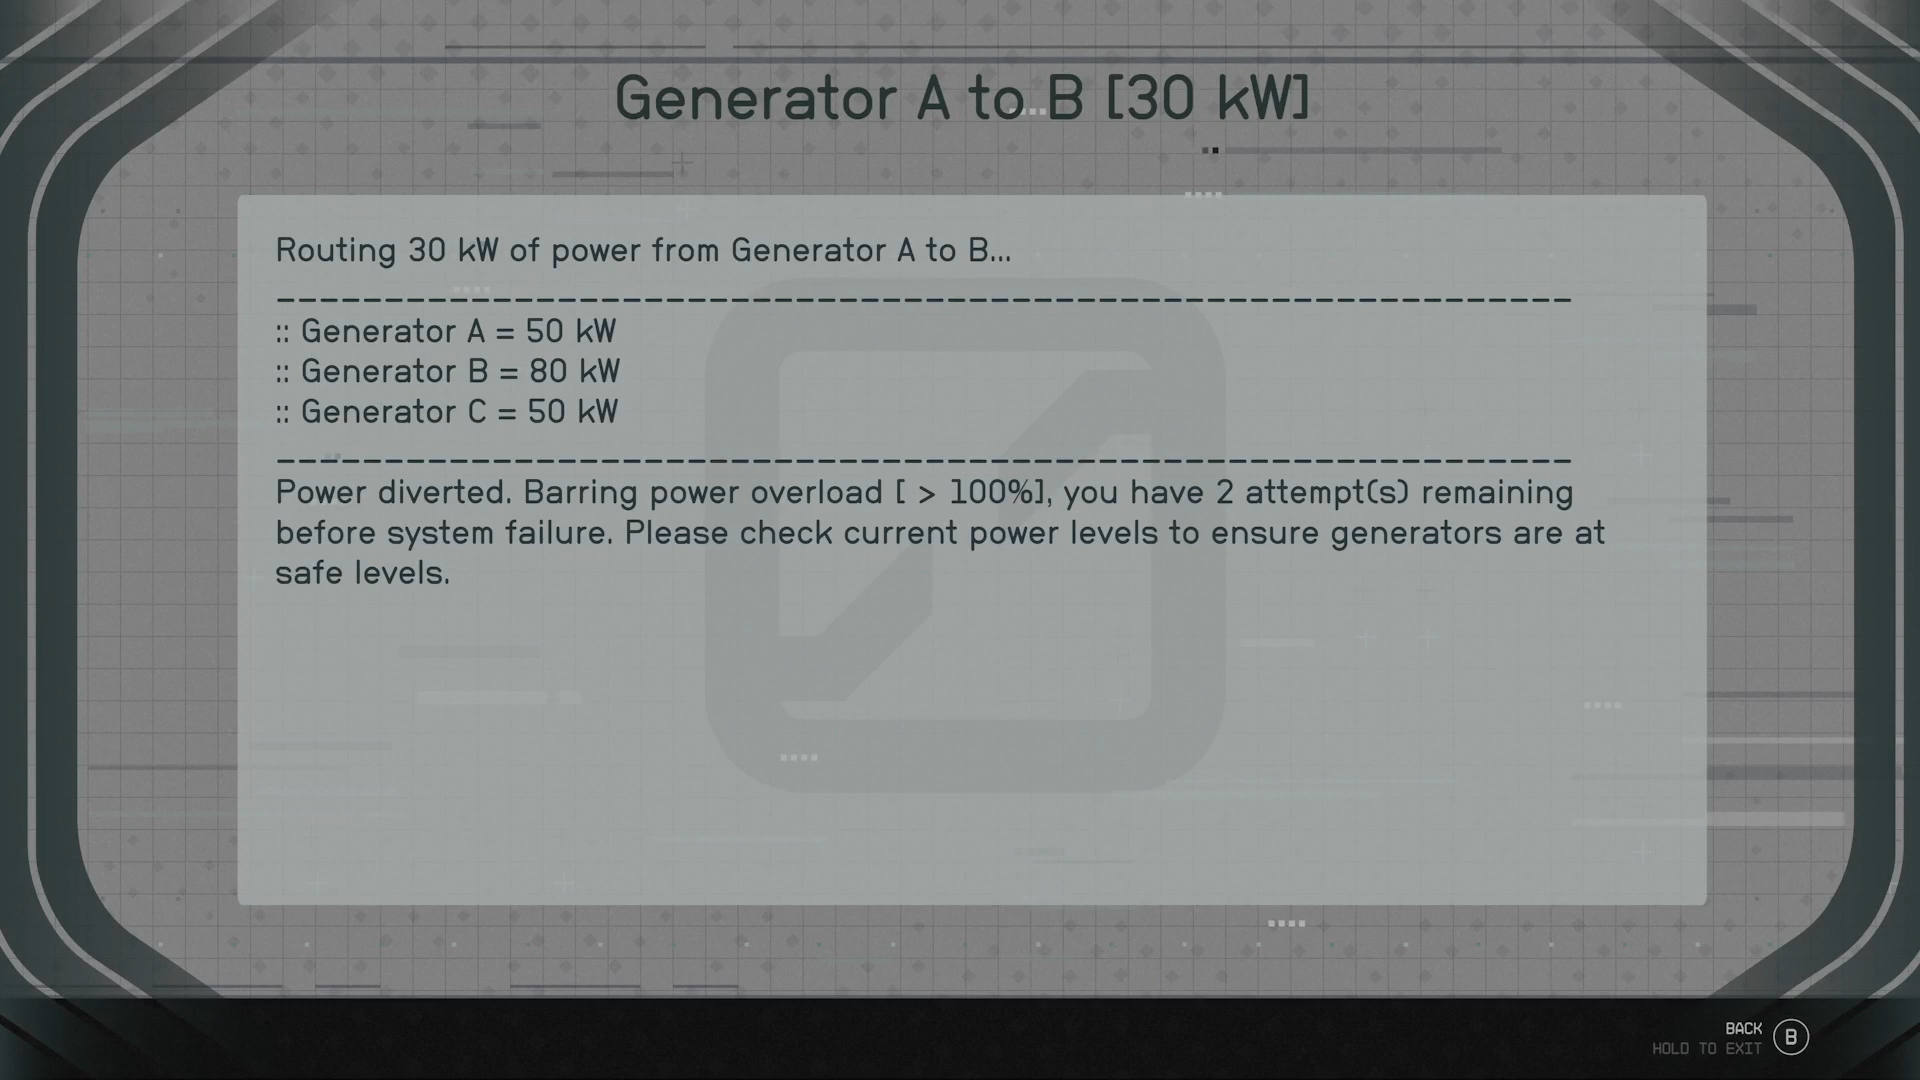 Generator A to B [30 kW]
Routing 30 kW of power from Generator A to B...
____________________________________________________________
:: Generator A = 50 kW
:: Generator B = 80 kW
:: Generator C = 50 kW
____________________________________________________________
Power diverted. Barring power overload [ > 100%], you have 2 attempt(s) remaining
before system failure. Please check current power levels to ensure generators are at
safe levels.
BACK
HOLD TO EXIT
B